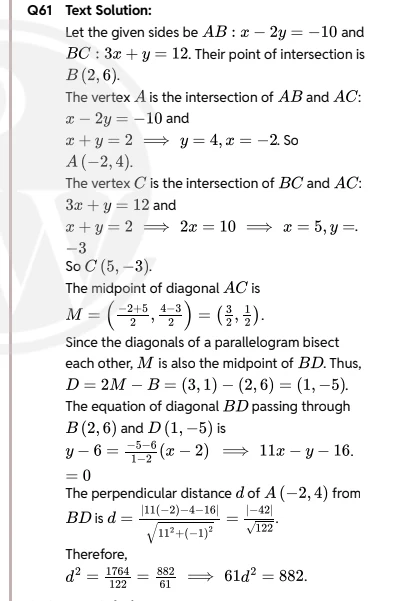 Q61 Text Solution:
Let the given sides be AB : x − 2y = −10 and
BC : 3x + y = 12. Their point of intersection is
B (2, 6).
The vertex A is the intersection of AB and AC:
x − 2y = −10 and
x + y = 2 ⟹ y = 4, x = −2. So
A (−2, 4).
The vertex C is the intersection of BC and AC:
3x + y = 12 and
x + y = 2 ⟹ 2x = 10 ⟹ x = 5, y =.
−3
So C (5, −3).
The midpoint of diagonal AC is
M = (−2+5/2, 4−3/2) = (3/2, 1/2).
Since the diagonals of a parallelogram bisect
each other, M is also the midpoint of BD. Thus,
D = 2M − B = (3, 1) − (2, 6) = (1, −5).
The equation of diagonal BD passing through
B (2, 6) and D (1, −5) is
y − 6 = −5−6/1−2 (x − 2) ⟹ 11x − y − 16.
= 0
The perpendicular distance d of A (−2, 4) from
BD is d = |11(−2)−4−16|/√11²+(−1)² = |−42|/√122.
Therefore,
d² = 1764/122 = 882/61 ⟹ 61d² = 882.